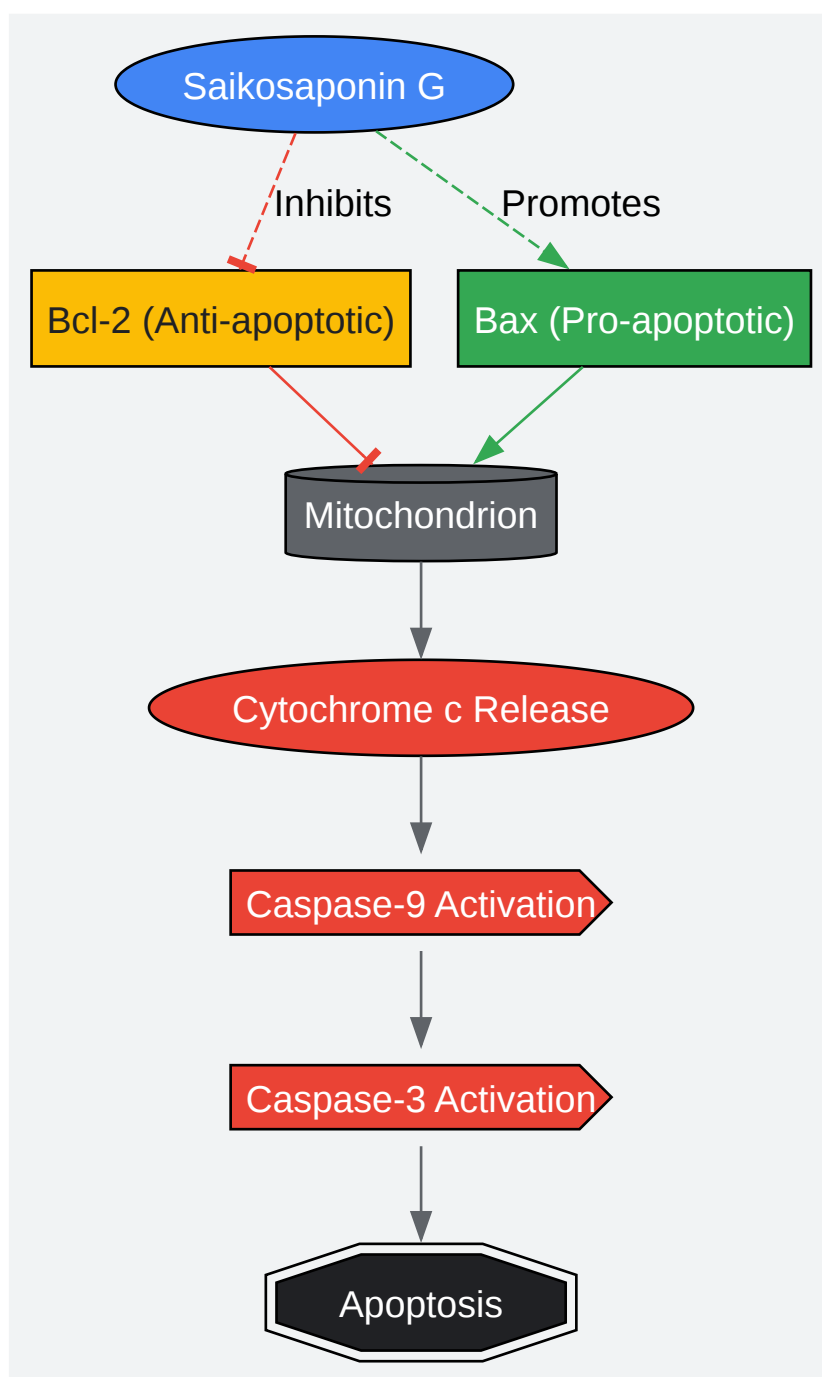 Saikosaponin G
Inhibits
Promotes
Bcl-2 (Anti-apoptotic)
Bax (Pro-apoptotic)
Mitochondrion
Cytochrome c Release
Caspase-9 Activation
Caspase-3 Activation
Apoptosis